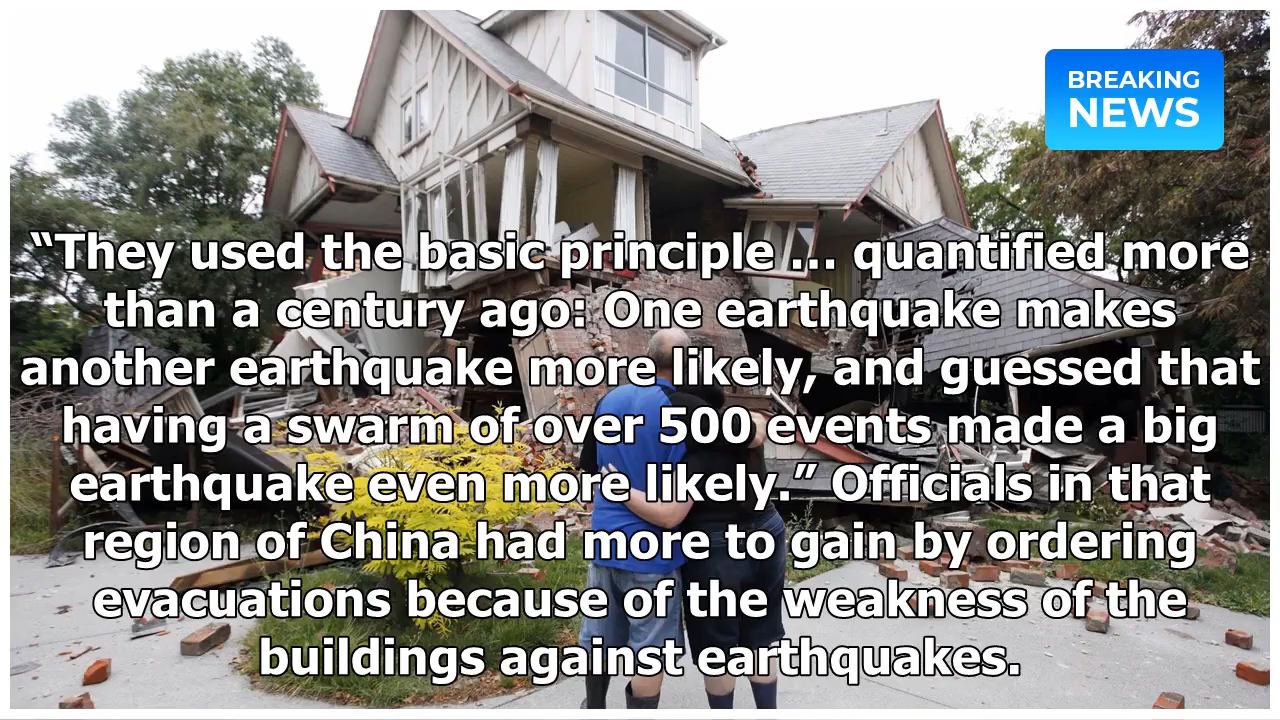 BREAKING
NEWS
“They used the basic principle ... quantified more
than a century ago: One earthquake makes
another earthquake more likely, and guessed that
having a swarm of over 500 events made a big
earthquake even more likely.” Officials in that
region of China had more to gain by ordering
evacuations because of the weakness of the
buildings against earthquakes.